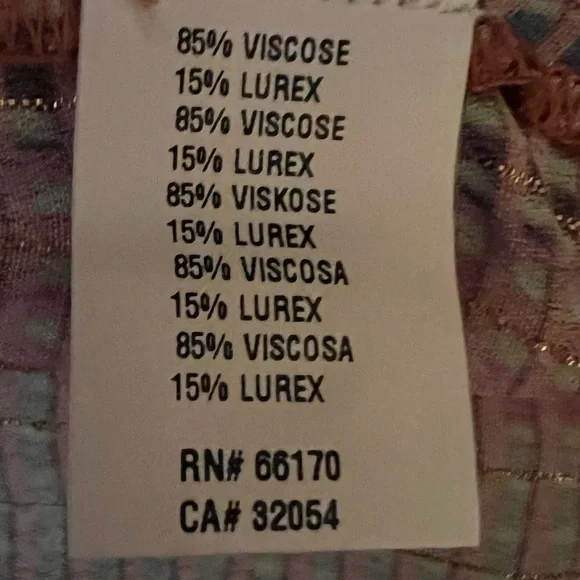 85% VISCOSE
15% LUREX
85% VISCOSE
15% LUREX
85% VISKOSE
15% LUREX
85% VISCOSA
15% LUREX
85% VISCOSA
15% LUREX
RN# 66170
CA# 32054